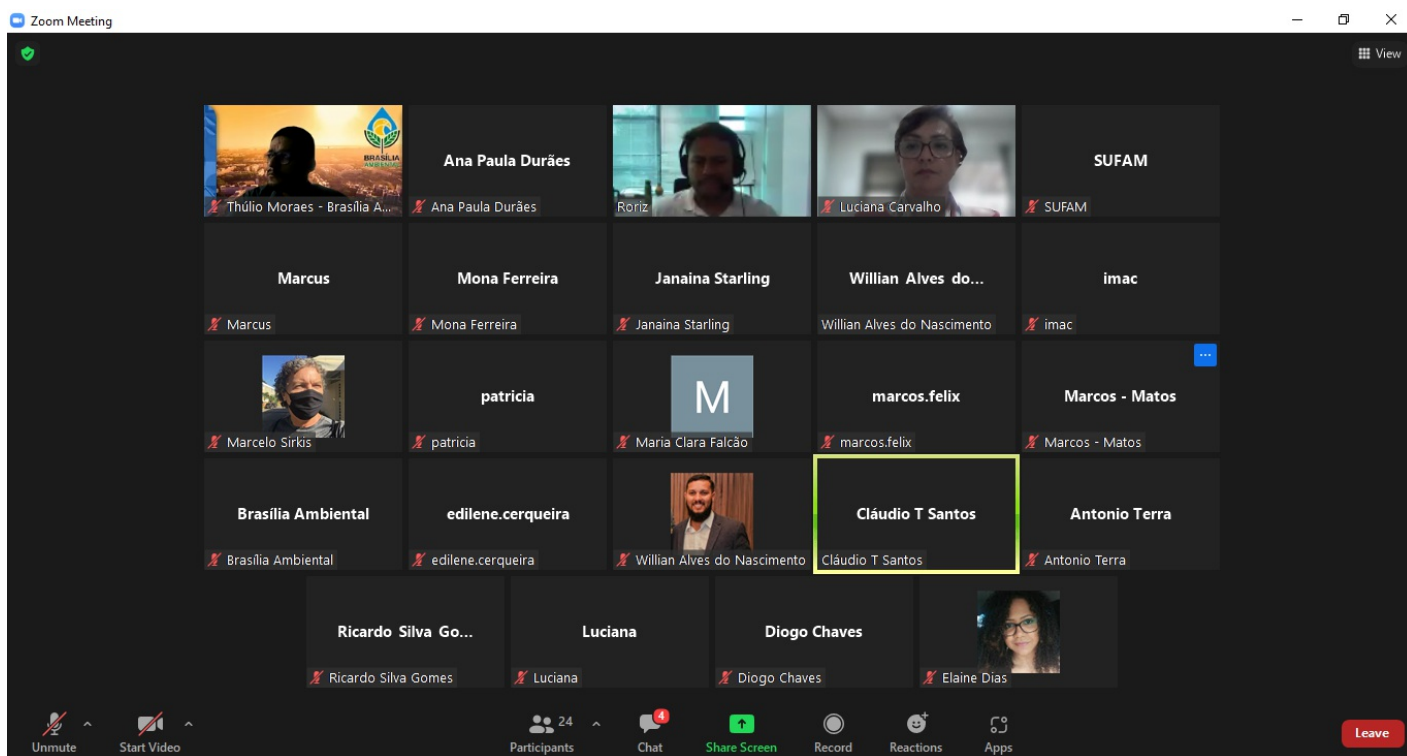 Zoom Meeting
View
BRASÍLIA
AMBIENTAL
Thúlio Moraes - Brasília A...
Ana Paula Durães
Ana Paula Durães
Roriz
Luciana Carvalho
SUFAM
SUFAM
Marcus
Marcus
Mona Ferreira
Mona Ferreira
Janaina Starling
Janaina Starling
Willian Alves do...
Willian Alves do Nascimento
imac
imac
Marcelo Sirkis
patricia
patricia
M
Maria Clara Falcão
marcos.felix
marcos.felix
...
Marcos - Matos
Marcos - Matos
Brasília Ambiental
Brasília Ambiental
edilene.cerqueira
edilene.cerqueira
Willian Alves do Nascimento
Cláudio T Santos
Cláudio T Santos
Antonio Terra
Antonio Terra
Ricardo Silva Go...
Ricardo Silva Gomes
Luciana
Luciana
Diogo Chaves
Diogo Chaves
Elaine Dias
Unmute
Start Video
24
Participants
4
Chat
Share Screen
Record
Reactions
Apps
Leave